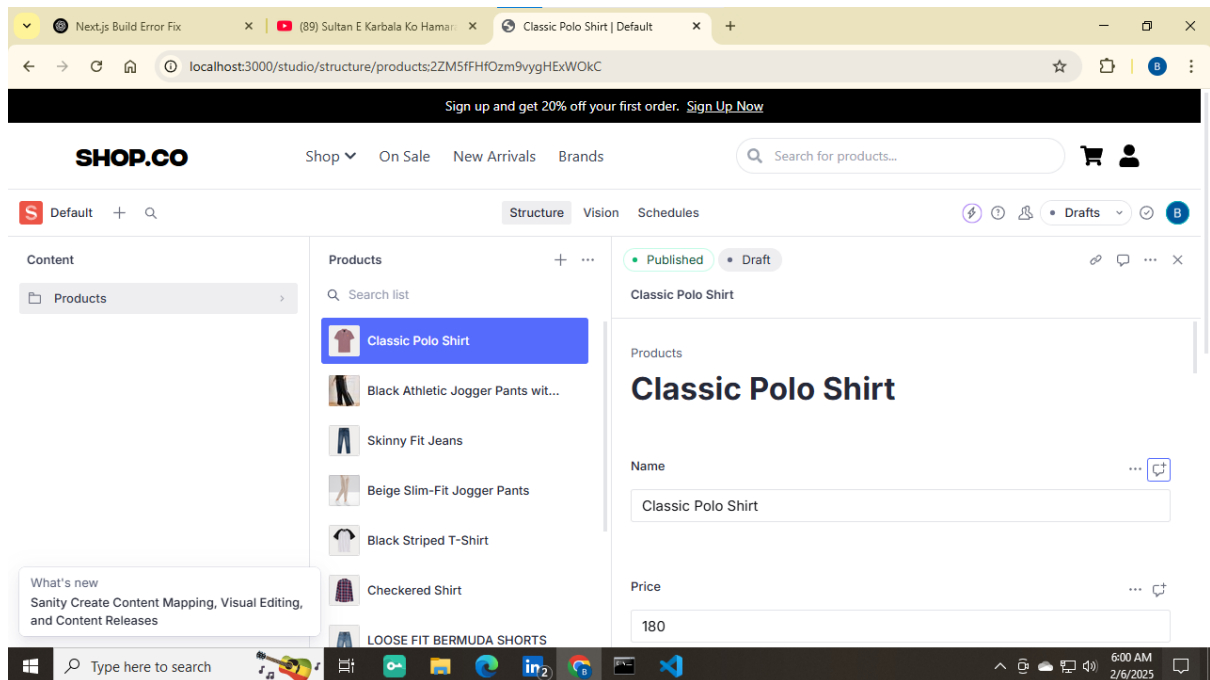 Next.js Build Error Fix
(89) Sultan E Karbala Ko Hamar
Classic Polo Shirt | Default
localhost:3000/studio/structure/products;2ZM5fFHfOzm9vygHExWOkC
B
Sign up and get 20% off your first order. Sign Up Now
SHOP.CO
Shop
On Sale
New Arrivals
Brands
Search for products...
S
Default
Structure
Vision
Schedules
Drafts
B
Content
Products
Products
Search list
Classic Polo Shirt
Black Athletic Jogger Pants wit...
Skinny Fit Jeans
Beige Slim-Fit Jogger Pants
Black Striped T-Shirt
Checkered Shirt
LOOSE FIT BERMUDA SHORTS
Published
Draft
Classic Polo Shirt
Products
Classic Polo Shirt
Name
Classic Polo Shirt
Price
180
What's new
Sanity Create Content Mapping, Visual Editing,
and Content Releases
Type here to search
in
2
B
6:00 AM
2/6/2025